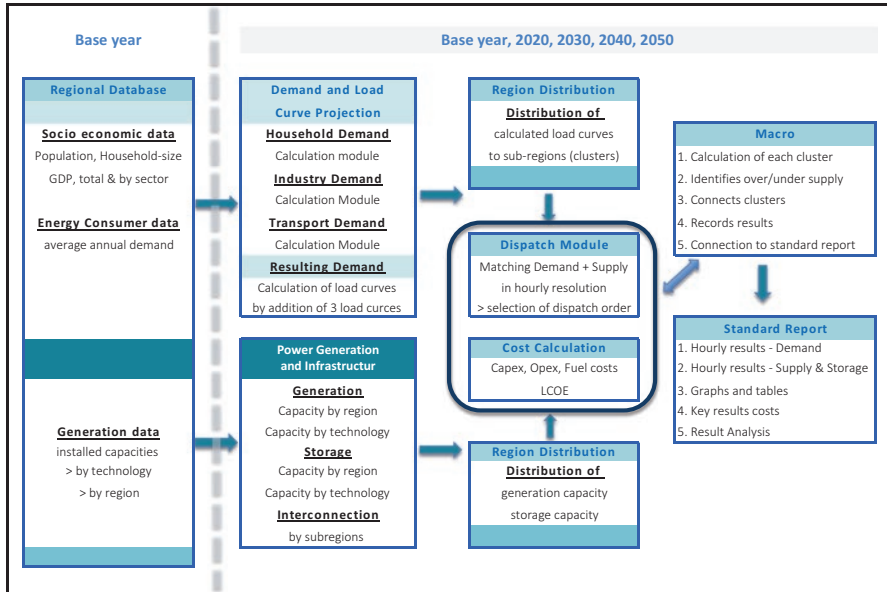 Base year
Base year, 2020, 2030, 2040, 2050
Regional Database
Socio economic data
Population, Household-size
GDP, total & by sector
Energy Consumer data
average annual demand
Generation data
installed capacities
> by technology
> by region
Demand and Load
Curve Projection
Household Demand
Calculation module
Industry Demand
Calculation Module
Transport Demand
Calculation Module
Resulting Demand
Calculation of load curves
by addition of 3 load curces
Power Generation
and Infrastructur
Generation
Capacity by region
Capacity by technology
Storage
Capacity by region
Capacity by technology
Interconnection
by subregions
Region Distribution
Distribution of
calculated load curves
to sub-regions (clusters)
Dispatch Module
Matching Demand + Supply
in hourly resolution
> selection of dispatch order
Cost Calculation
Capex, Opex, Fuel costs
LCOE
Region Distribution
Distribution of
generation capacity
storage capacity
Macro
1. Calculation of each cluster
2. Identifies over/under supply
3. Connects clusters
4. Records results
5. Connection to standard report
Standard Report
1. Hourly results - Demand
2. Hourly results - Supply & Storage
3. Graphs and tables
4. Key results costs
5. Result Analysis